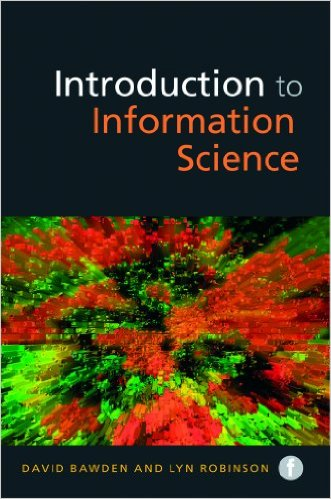 Introduction to
Information
Science
DAVID BAWDEN AND LYN ROBINSON
f